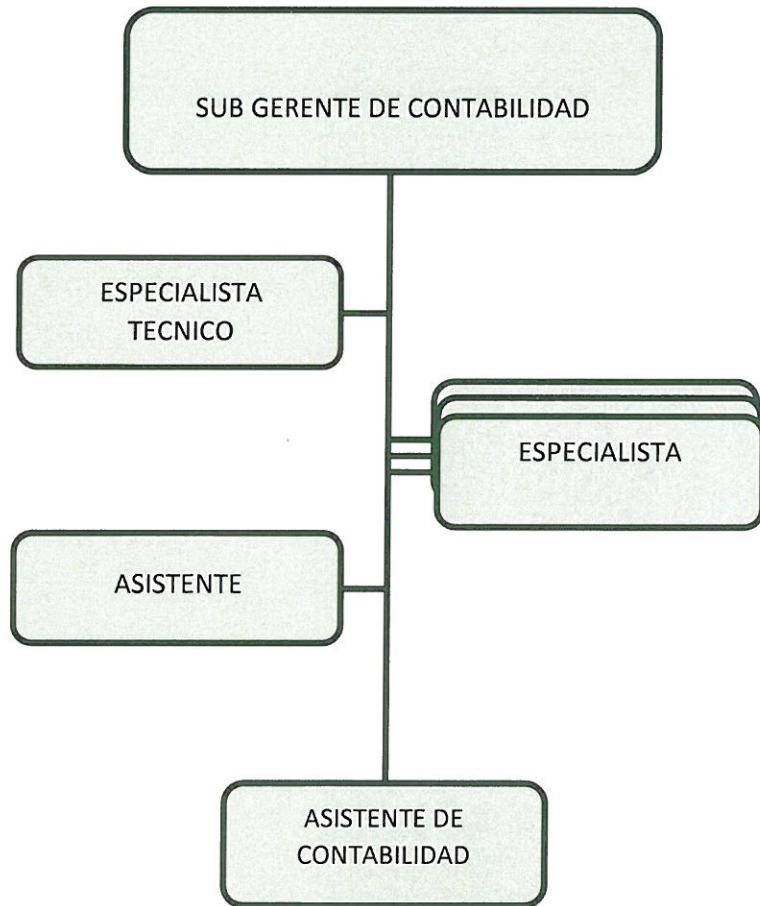 SUB GERENTE DE CONTABILIDAD
ESPECIALISTA
TECNICO
ESPECIALISTA
ASISTENTE
ASISTENTE DE
CONTABILIDAD